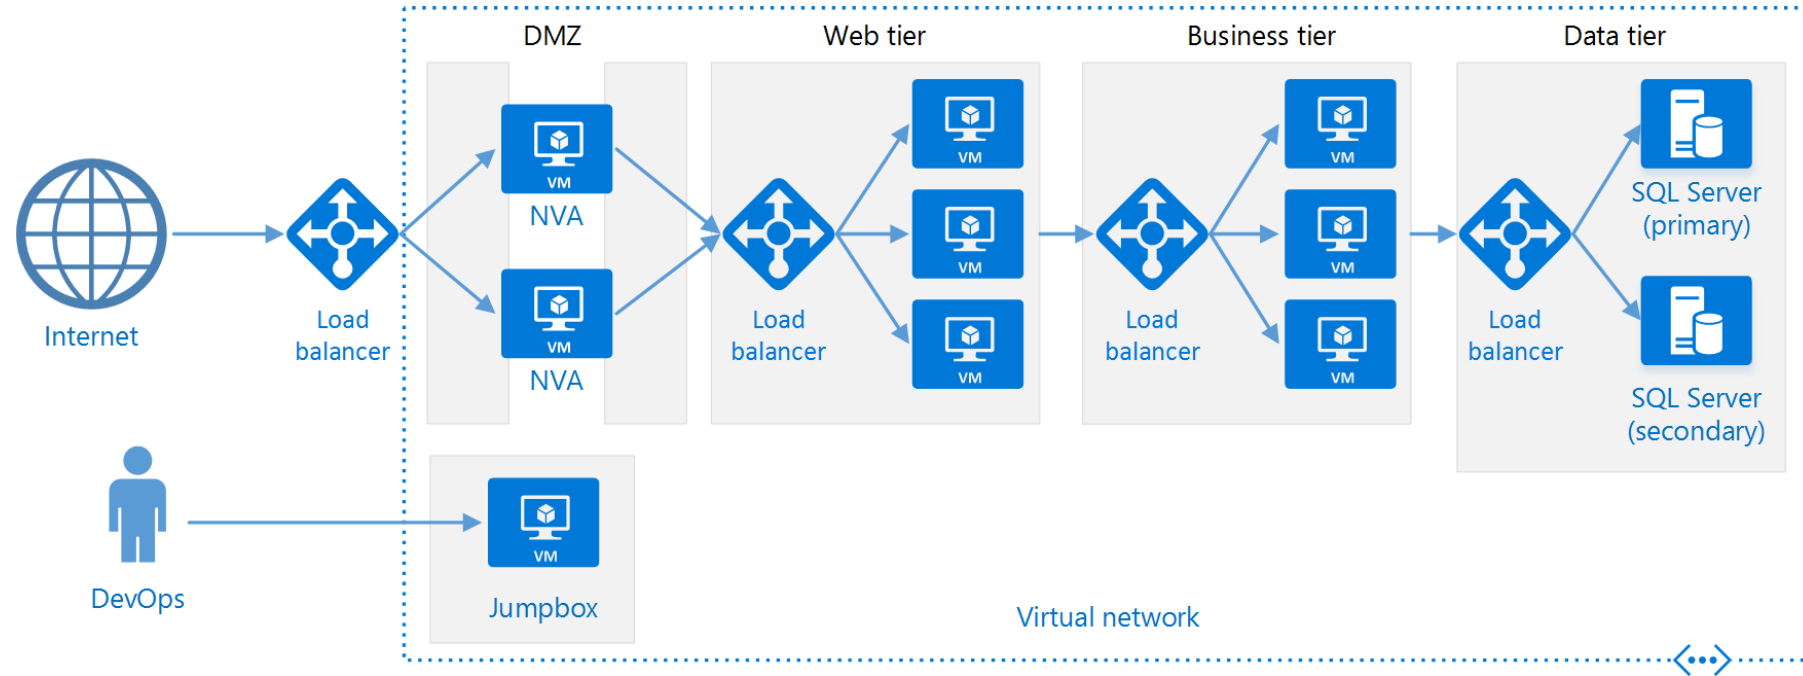 DMZ
Web tier
Business tier
Data tier
VM
NVA
VM
NVA
Internet
Load
balancer
Load
balancer
VM
VM
VM
Load
balancer
VM
VM
VM
Load
balancer
SQL Server
(primary)
SQL Server
(secondary)
DevOps
VM
Jumpbox
Virtual network